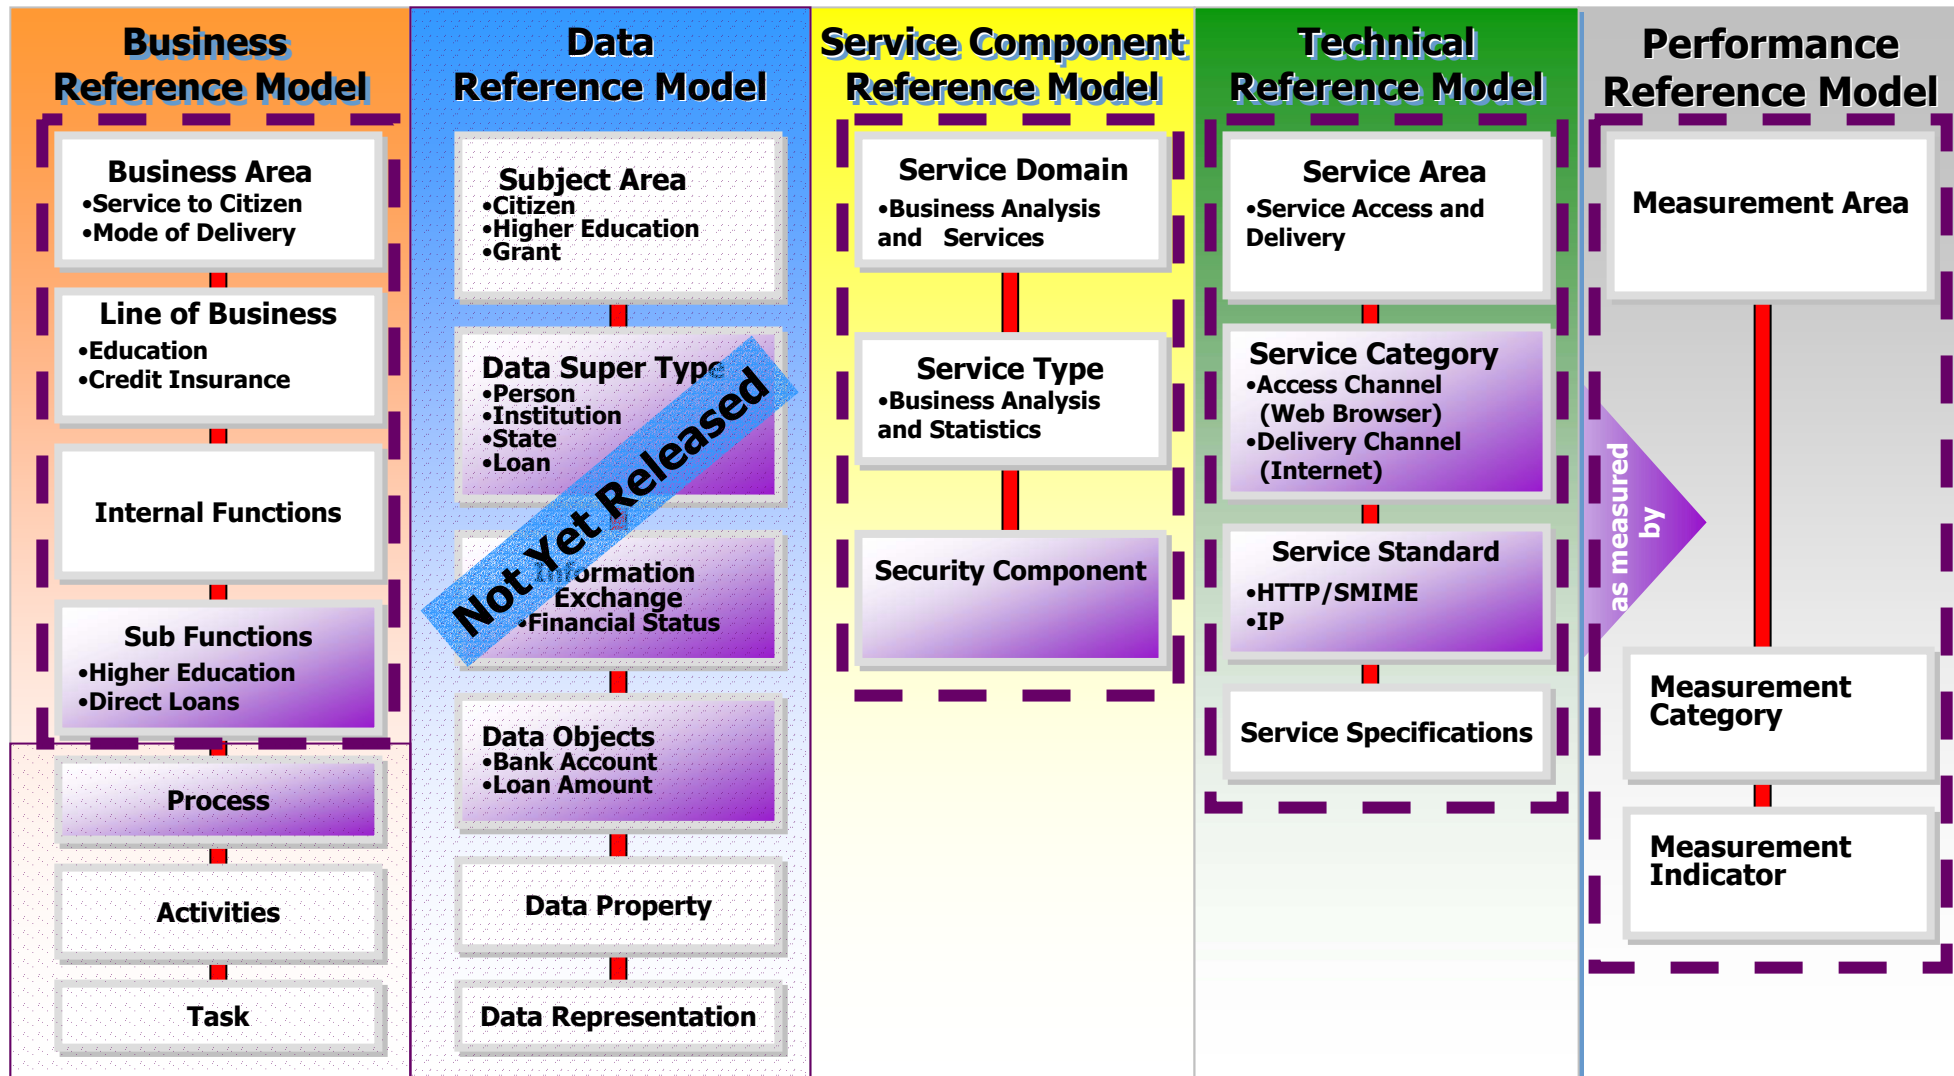 Business
Reference Model
Business Area
•Service to Citizen
•Mode of Delivery
Line of Business
•Education
•Credit Insurance
Internal Functions
Sub Functions
•Higher Education
•Direct Loans
Process
Activities
Task
Data
Reference Model
Subject Area
•Citizen
•Higher Education
•Grant
Data Super Type
•Person
•Institution
•State
•Loan
Not Yet Released
Information
Exchange
•Financial Status
Data Objects
•Bank Account
•Loan Amount
Data Property
Data Representation
Service Component
Reference Model
Service Domain
•Business Analysis
and Services
Service Type
•Business Analysis
and Statistics
Security Component
Technical
Reference Model
Service Area
•Service Access and
Delivery
Service Category
•Access Channel
(Web Browser)
•Delivery Channel
(Internet)
Service Standard
•HTTP/SMIME
•IP
Service Specifications
as measured
by
Performance
Reference Model
Measurement Area
Measurement
Category
Measurement
Indicator